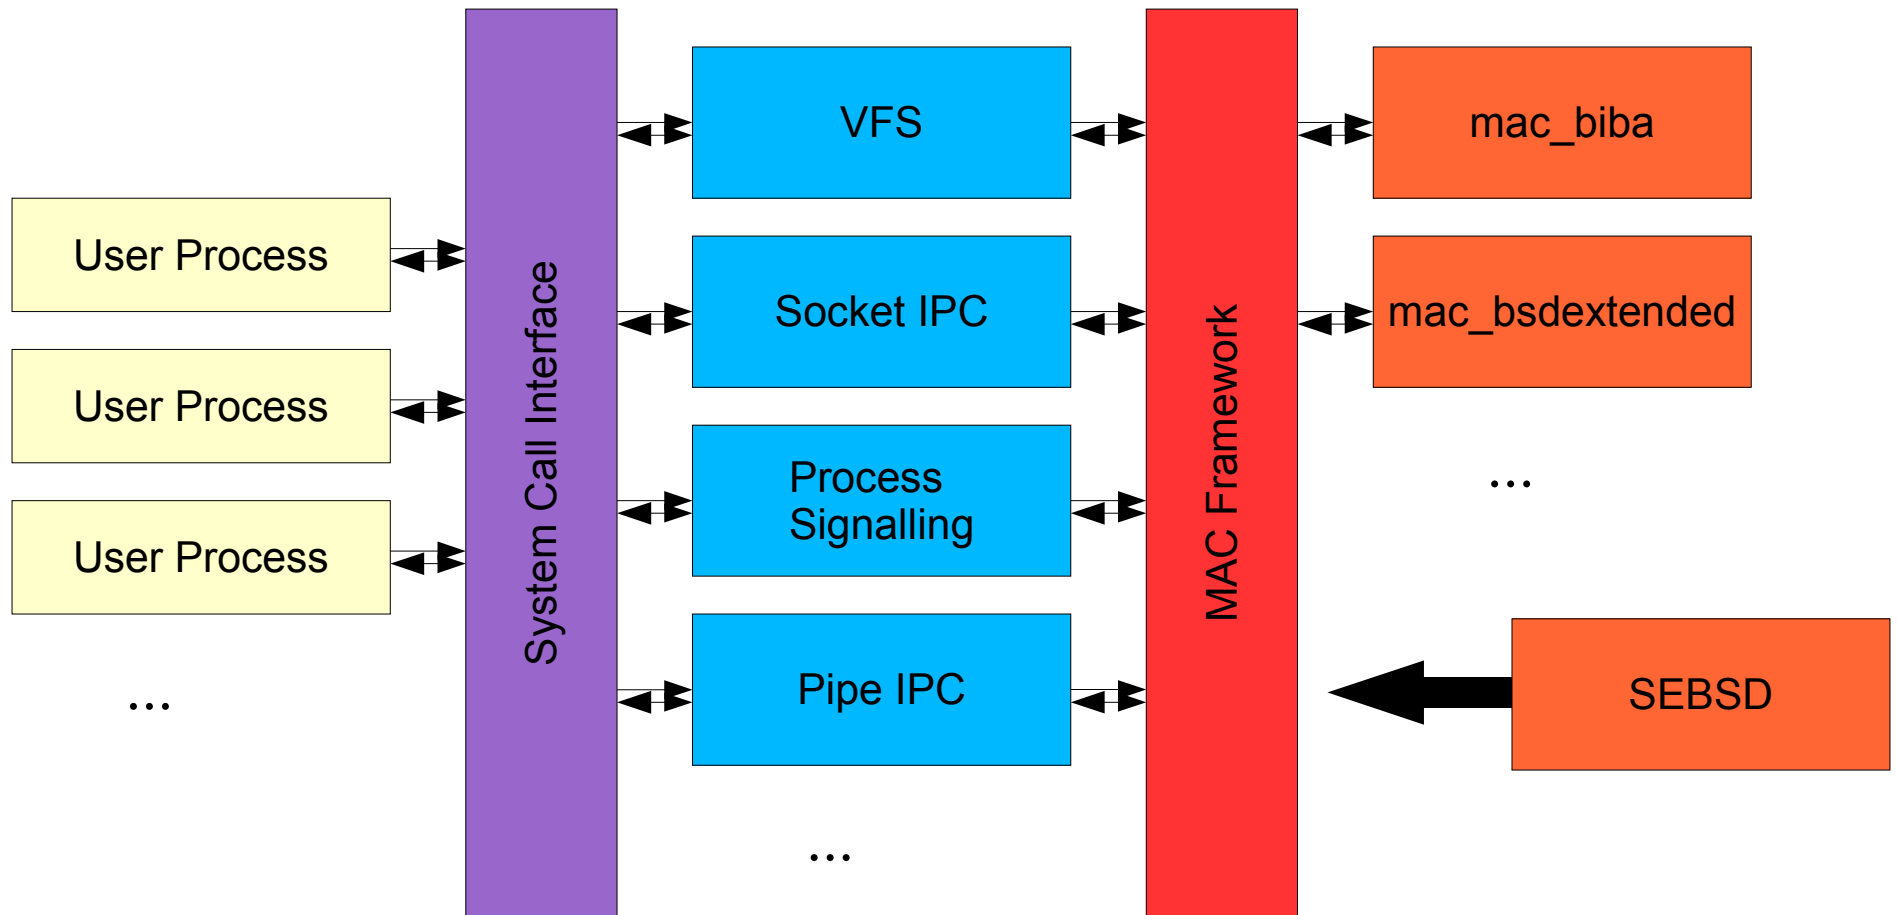 User Process
User Process
User Process
...
System Call Interface
VFS
Socket IPC
Process
Signalling
Pipe IPC
...
MAC Framework
mac_biba
mac_bsdextended
...
SEBSD